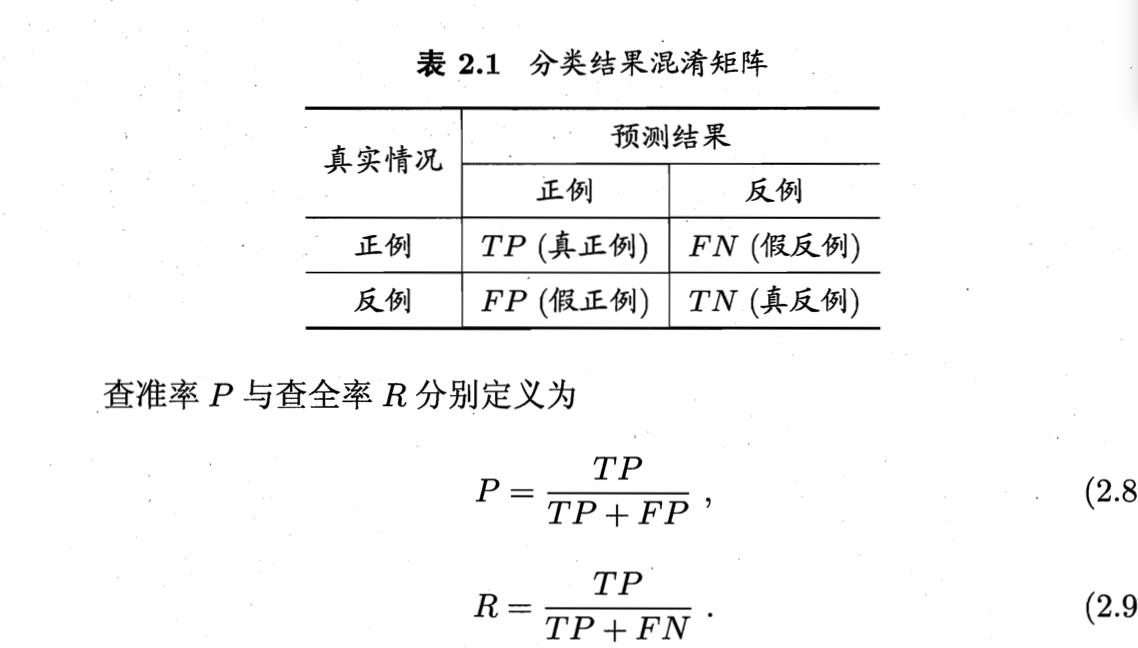 表 2.1 分类结果混淆矩阵
真实情况 预测结果
正例 反例
正例 TP (真正例) FN (假反例)
反例 FP (假正例) TN (真反例)
查准率 P 与查全率 R 分别定义为
P = TP / (TP + FP) , (2.8
R = TP / (TP + FN) . (2.9